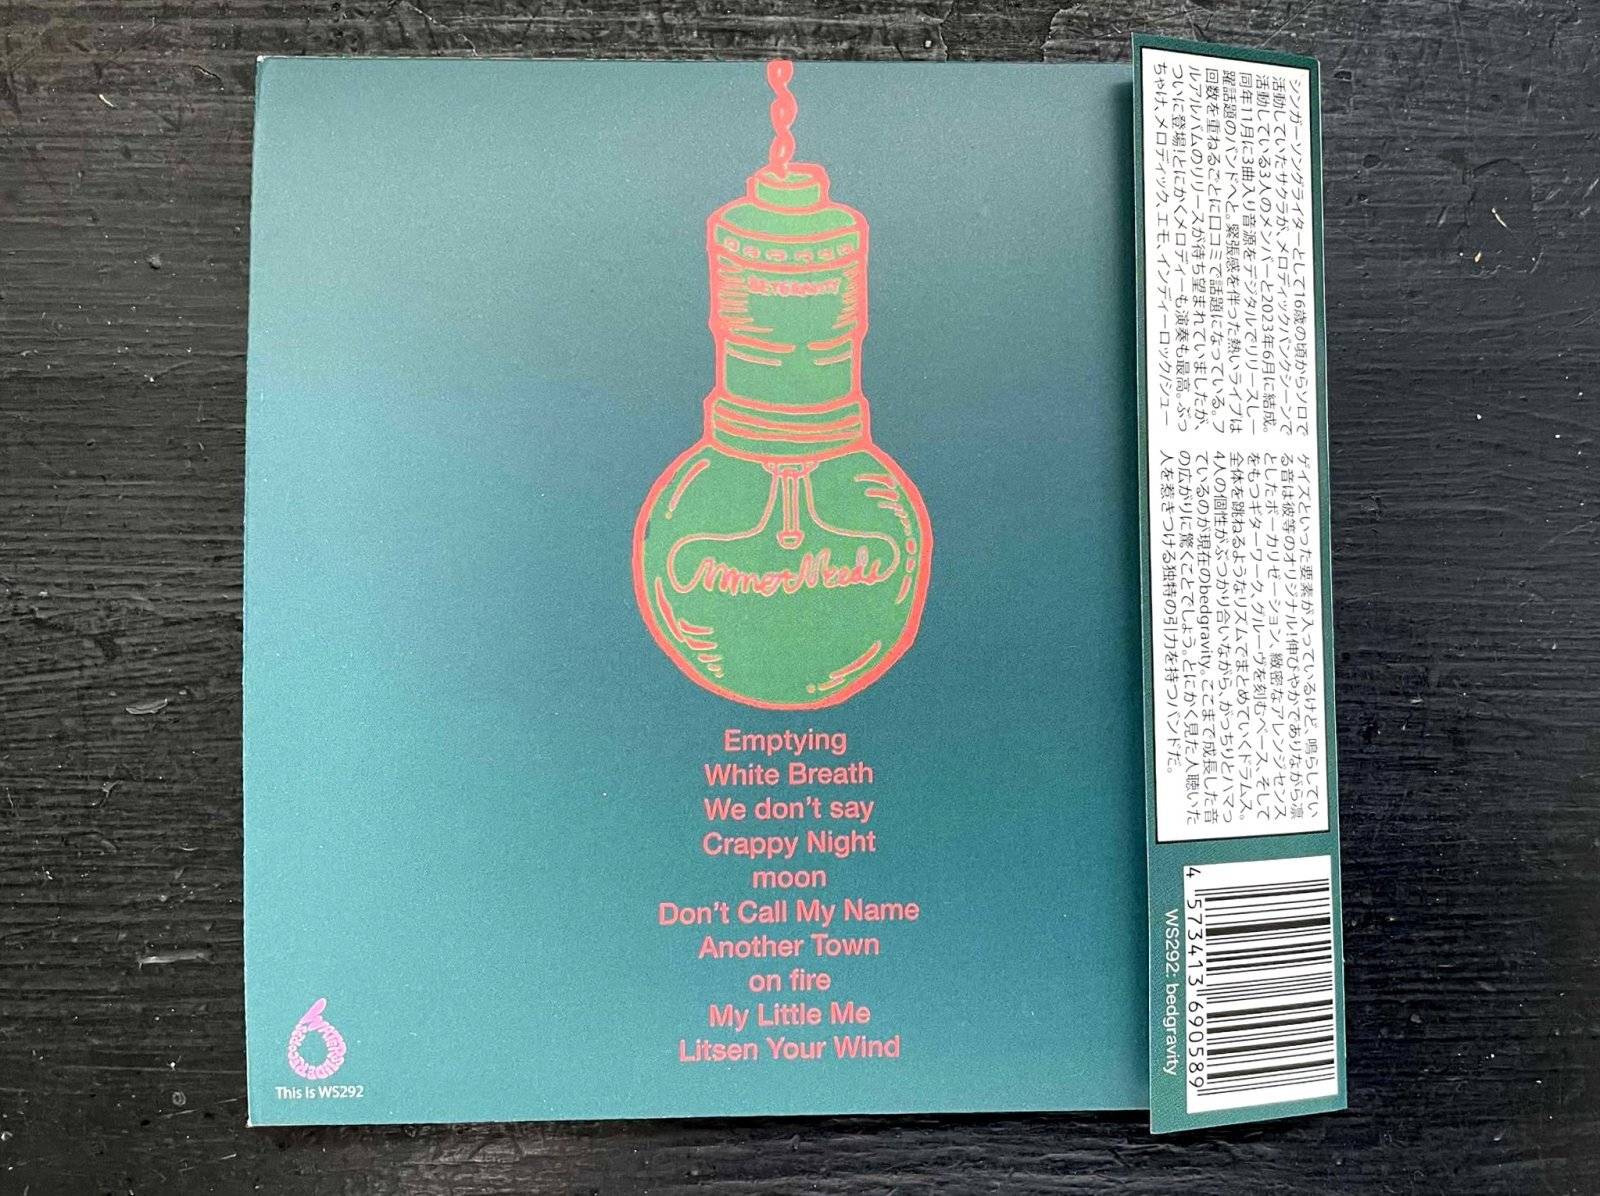 BEDGRAVITY
Inner Needs
Emptying
White Breath
We don't say
Crappy Night
moon
Don't Call My Name
Another Town
on fire
My Little Me
Litsen Your Wind
WATERSLIDE RECORDS
This is WS292
シンガーソングライターとして16歳の頃からソロで
活動していたサクラが、メロディックパンクシーンで
活動している3人のメンバーと2023年6月に結成。
同年11月に3曲入り音源をデジタルでリリースし一
躍話題のバンドへと。緊張感を伴った熱いライブは
回数を重ねるごとに口コミで話題になっている。フ
ルアルバムのリリースが待ち望まれていましたが、
ついに登場!とにかくメロディーも演奏も最高。ぶっ
ちゃけ、メロディック、エモ、インディーロック/シュー
ゲイズといった要素が入っているけど、鳴らしてい
る音は彼等のオリジナル!伸びやかでありながら凛
としたボーカリゼーション、緻密なアレンジセンス
をもつギターワーク、グルーヴを刻むベース、そして
全体を跳ねるようなリズムでまとめていくドラムス。
4人の個性がぶつかり合いながら、がっちりとハマっ
ているのが現在のbedgravity。ここまで成長した音
の広がりに驚くことでしょう。とにかく見た人聴いた
人を惹きつける独特の引力を持つバンドだ。
4 573413 690589
WS292: bedgravity